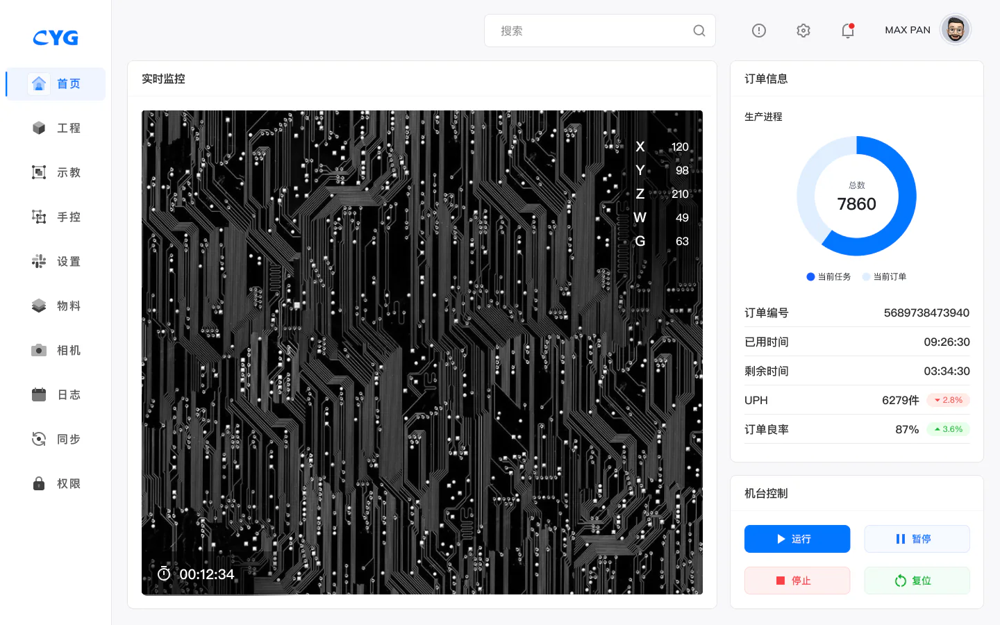 CYG
搜索
MAX PAN
首页
工程
示教
手控
设置
物料
相机
日志
同步
权限
实时监控
X 120
Y 98
Z 210
W 49
G 63
00:12:34
订单信息
生产进程
总数
7860
当前任务 当前订单
订单编号 5689738473940
已用时间 09:26:30
剩余时间 03:34:30
UPH 6279件 2.8%
订单良率 87% 3.6%
机台控制
运行 暂停
停止 复位